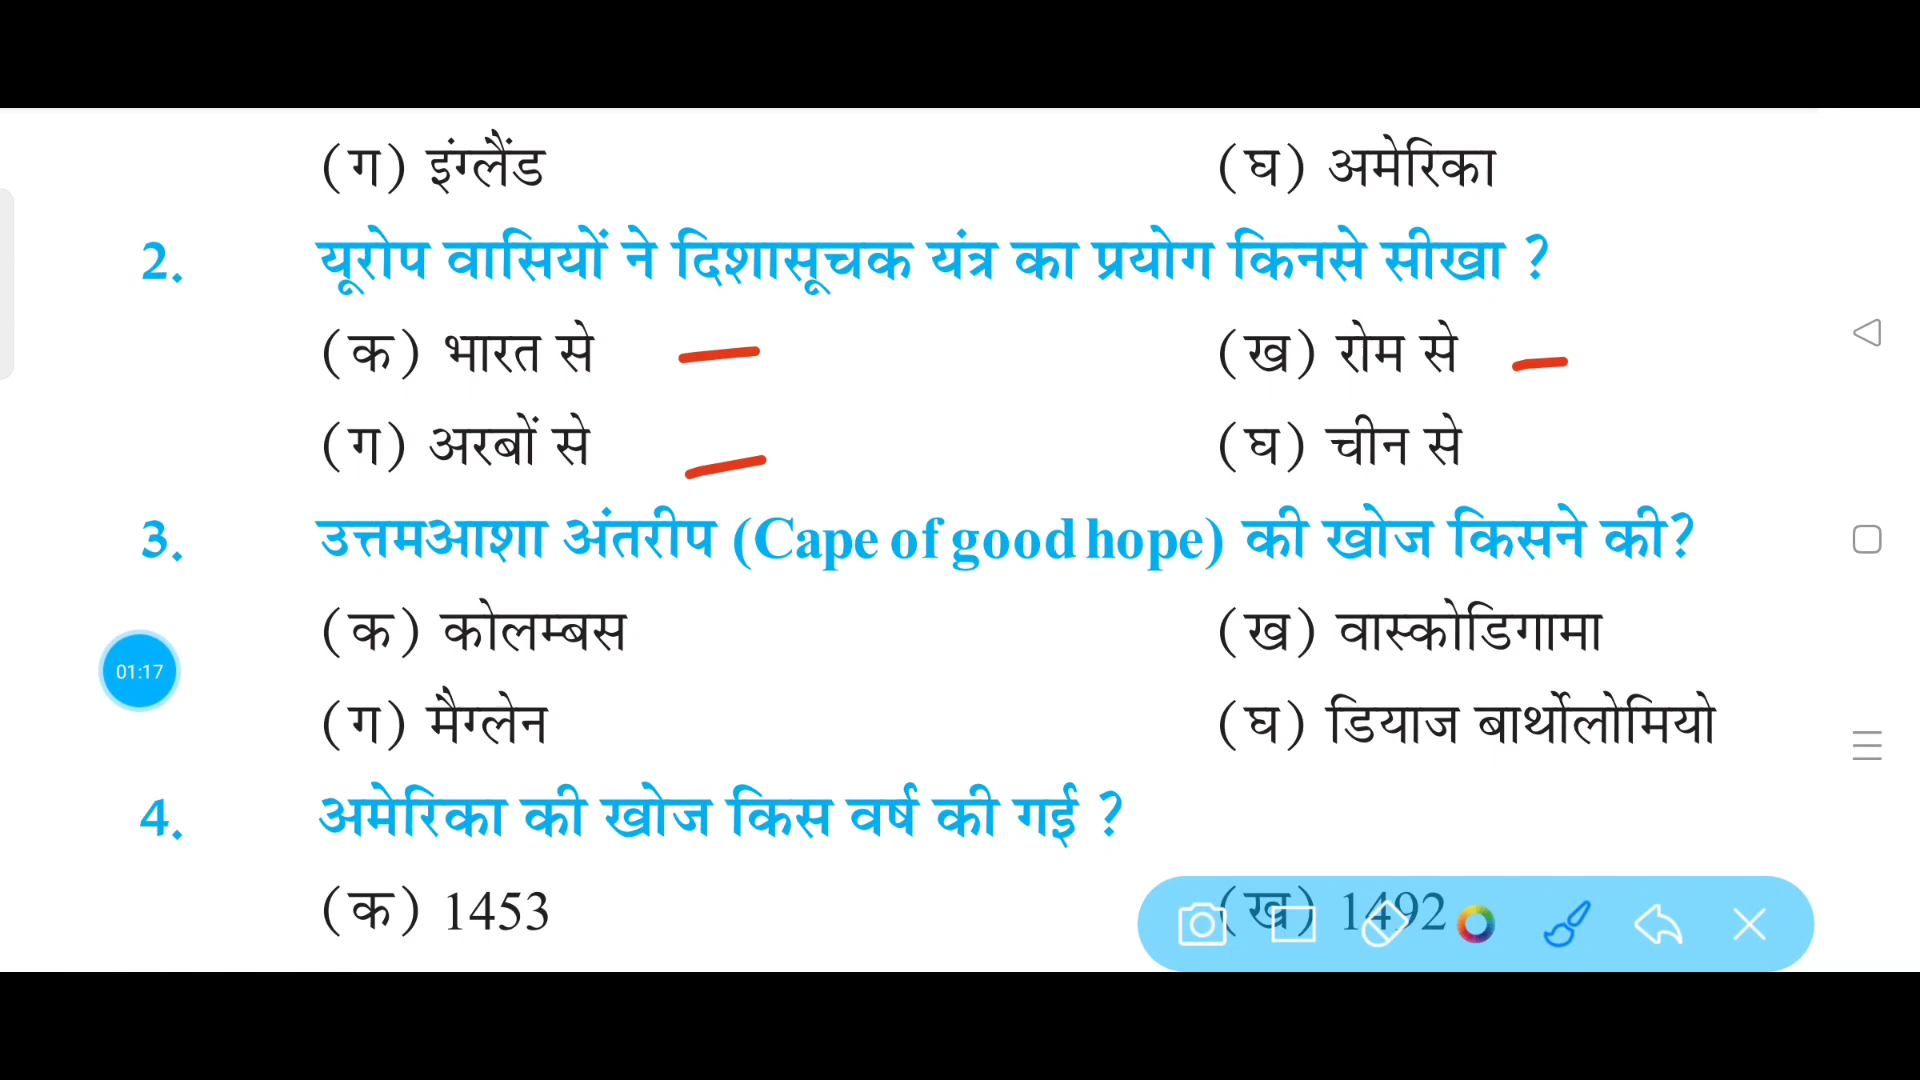 (ग) इंग्लैंड (घ) अमेरिका
2. यूरोप वासियों ने दिशासूचक यंत्र का प्रयोग किनसे सीखा ?
(क) भारत से (ख) रोम से
(ग) अरबों से (घ) चीन से
3. उत्तमआशा अंतरीप (Cape of good hope) की खोज किसने की?
(क) कोलम्बस (ख) वास्कोडिगामा
01:17
(ग) मैग्लेन (घ) डियाज बार्थोलोमियो
4. अमेरिका की खोज किस वर्ष की गई ?
(क) 1453 (ख) 1492